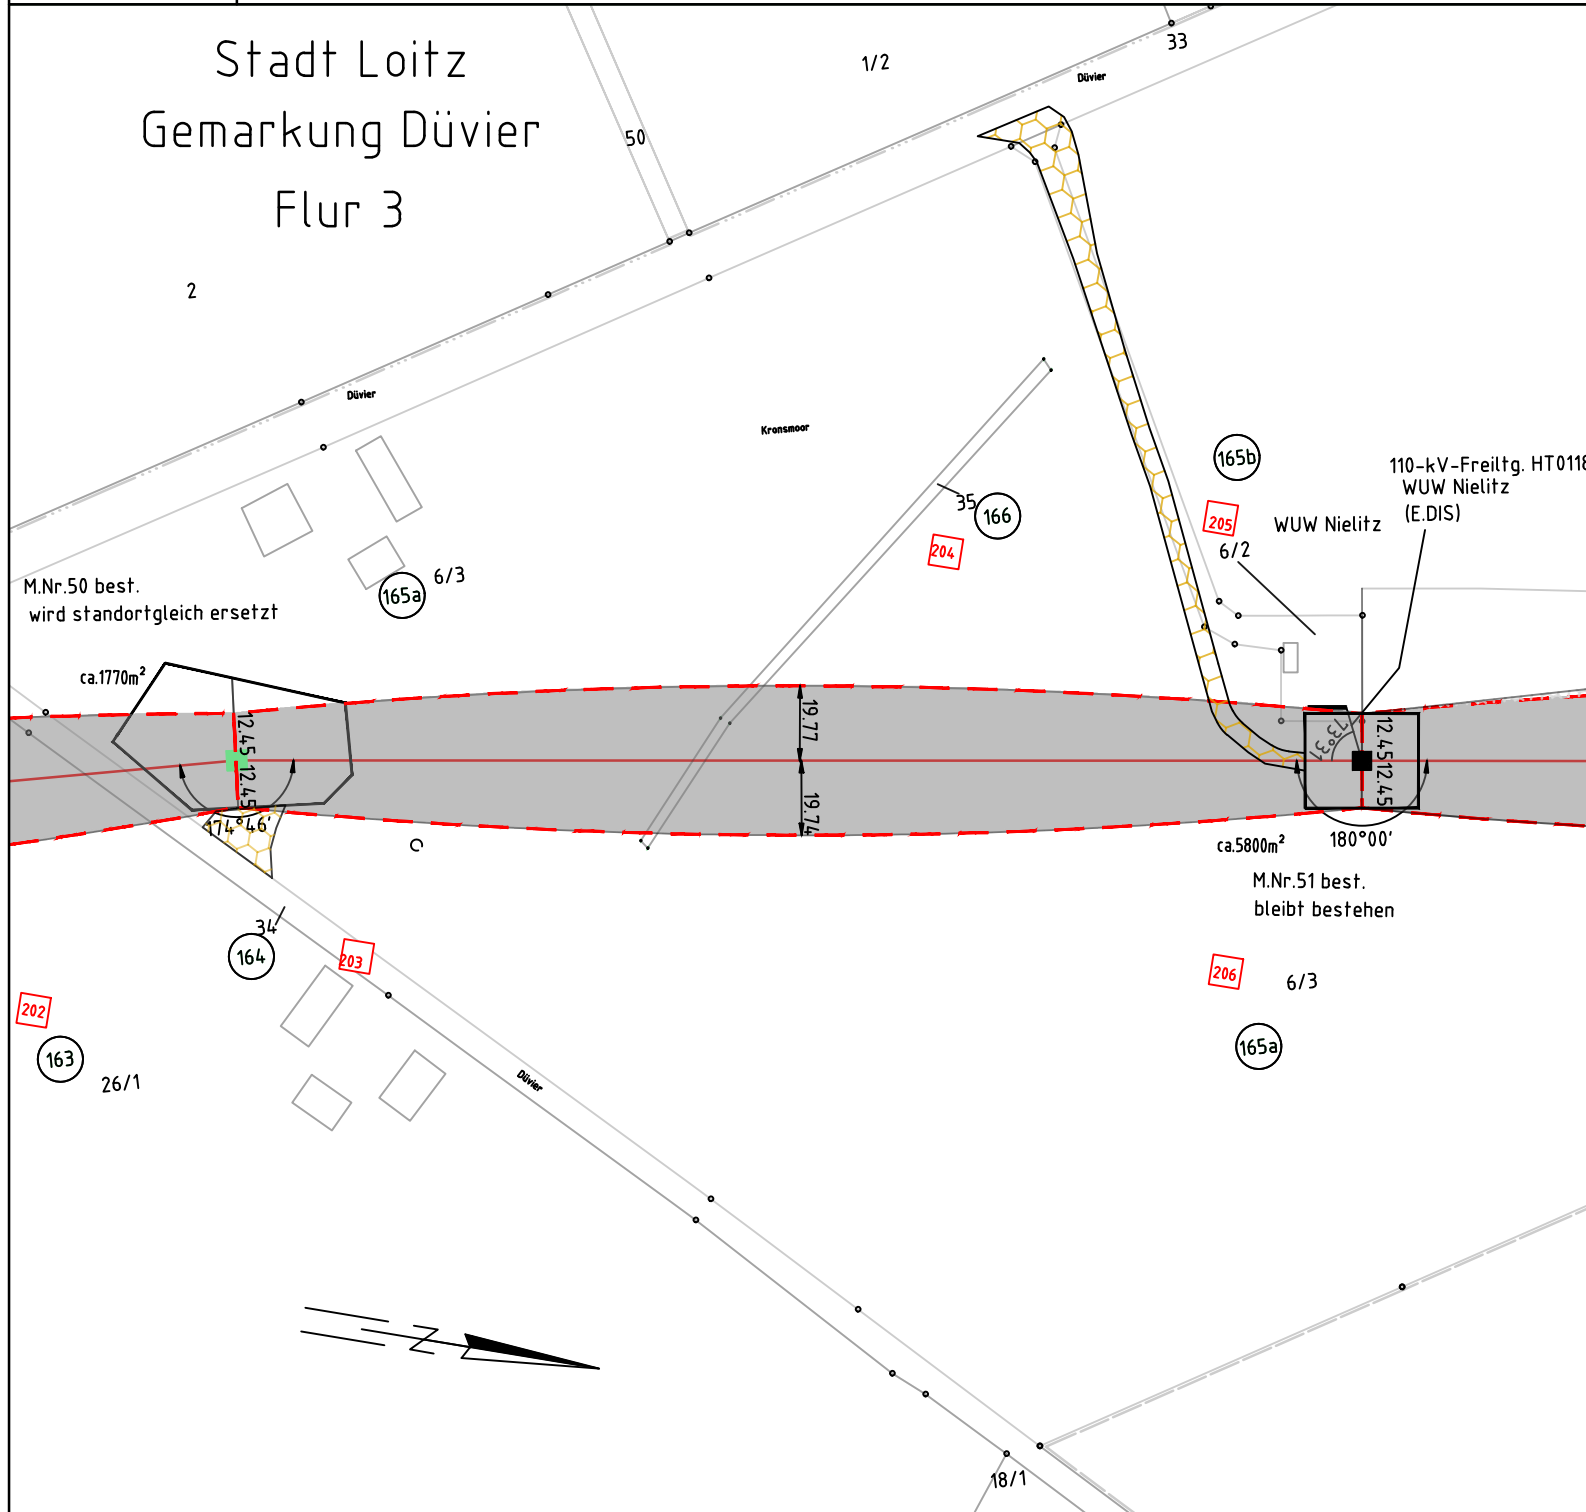 Stadt Loitz
Gemarkung Düvier
Flur 3
1/2
33
Düvier
50
2
Düvier
Kronsmoor
165b
110-kV-Freiltg. HT0118
WUW Nielitz
(E.DIS)
35
166
205
WUW Nielitz
204
6/2
M.Nr.50 best.
wird standortgleich ersetzt
6/3
165a
ca.1770m²
12.45
12.45
174°46'
19.77
19.74
73°31
12.45
12.45
180°00'
ca.5800m²
M.Nr.51 best.
bleibt bestehen
34
164
203
206
6/3
202
163
26/1
165a
Düvier
N
18/1